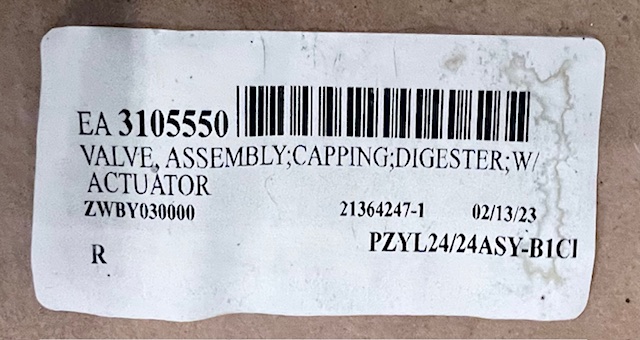 EA 3105550
VALVE, ASSEMBLY;CAPPING;DIGESTER;W/
ACTUATOR
ZWBY030000 21364247-1 02/13/23
PZYL24/24ASY-B1CI
R